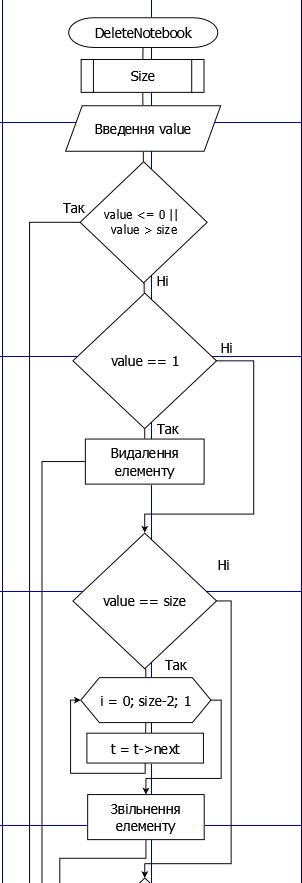 DeleteNotebook
Size
Введення value
Так
value <= 0 ||
value > size
Ні
value == 1
Ні
Так
Видалення
елементу
Ні
value == size
Так
i = 0; size-2; 1
t = t->next
Звільнення
елементу